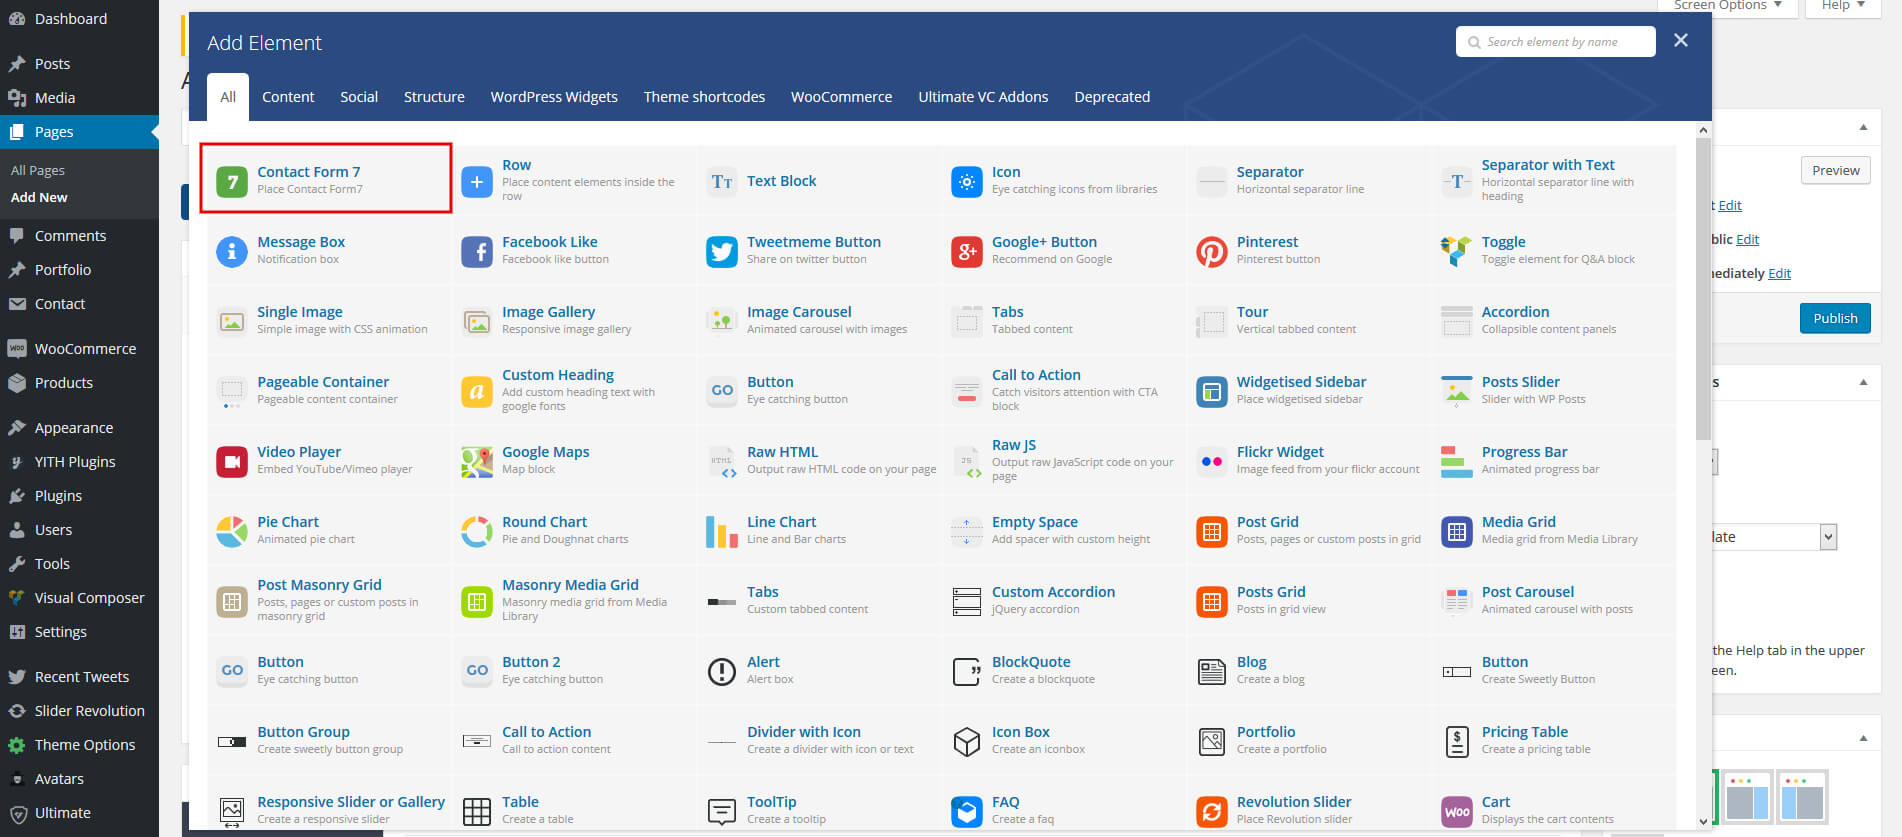 Dashboard
Posts
Media
Pages
All Pages
Add New
Comments
Portfolio
Contact
WooCommerce
Products
Appearance
YITH Plugins
Plugins
Users
Tools
Visual Composer
Settings
Recent Tweets
Slider Revolution
Theme Options
Avatars
Ultimate
Screen Options
Help
Add Element
Search element by name
All
Content
Social
Structure
WordPress Widgets
Theme shortcodes
WooCommerce
Ultimate VC Addons
Deprecated
Contact Form 7
Place Contact Form7
Row
Place content elements inside the
row
Text Block
Icon
Eye catching icons from libraries
Separator
Horizontal separator line
Separator with Text
Horizontal separator line with
heading
Message Box
Notification box
Facebook Like
Facebook like button
Tweetmeme Button
Share on twitter button
Google+ Button
Recommend on Google
Pinterest
Pinterest button
Toggle
Toggle element for Q&A block
Single Image
Simple image with CSS animation
Image Gallery
Responsive image gallery
Image Carousel
Animated carousel with images
Tabs
Tabbed content
Tour
Vertical tabbed content
Accordion
Collapsible content panels
Pageable Container
Pageable content container
Custom Heading
Add custom heading text with
google fonts
GO
Button
Eye catching button
Call to Action
Catch visitors attention with CTA
block
Widgetised Sidebar
Place widgetised sidebar
Posts Slider
Slider with WP Posts
Video Player
Embed YouTube/Vimeo player
Google Maps
Map block
HTML
Raw HTML
Output raw HTML code on your page
JS
Raw JS
Output raw JavaScript code on your
page
Flickr Widget
Image feed from your flickr account
Progress Bar
Animated progress bar
Pie Chart
Animated pie chart
Round Chart
Pie and Doughnat charts
Line Chart
Line and Bar charts
Empty Space
Add spacer with custom height
Post Grid
Posts, pages or custom posts in grid
Media Grid
Media grid from Media Library
Post Masonry Grid
Posts, pages or custom posts in
masonry grid
Masonry Media Grid
Masonry media grid from Media
Library
Tabs
Custom tabbed content
Custom Accordion
jQuery accordion
Posts Grid
Posts in grid view
Post Carousel
Animated carousel with posts
GO
Button
Eye catching button
GO
Button 2
Eye catching button
Alert
Alert box
BlockQuote
Create a blockquote
Blog
Create a blog
Button
Create Sweetly Button
Button Group
Create sweetly button group
Call to Action
Call to action content
Divider with Icon
Create a divider with icon or text
Icon Box
Create an iconbox
Portfolio
Create a portfolio
Pricing Table
Create a pricing table
Responsive Slider or Gallery
Create a responsive slider
Table
Create a table
ToolTip
Create a tooltip
FAQ
Create a faq
Revolution Slider
Place Revolution slider
Woo
Cart
Displays the cart contents
Preview
t Edit
blic Edit
nediately Edit
Publish
s
late
the Help tab in the upper
een.